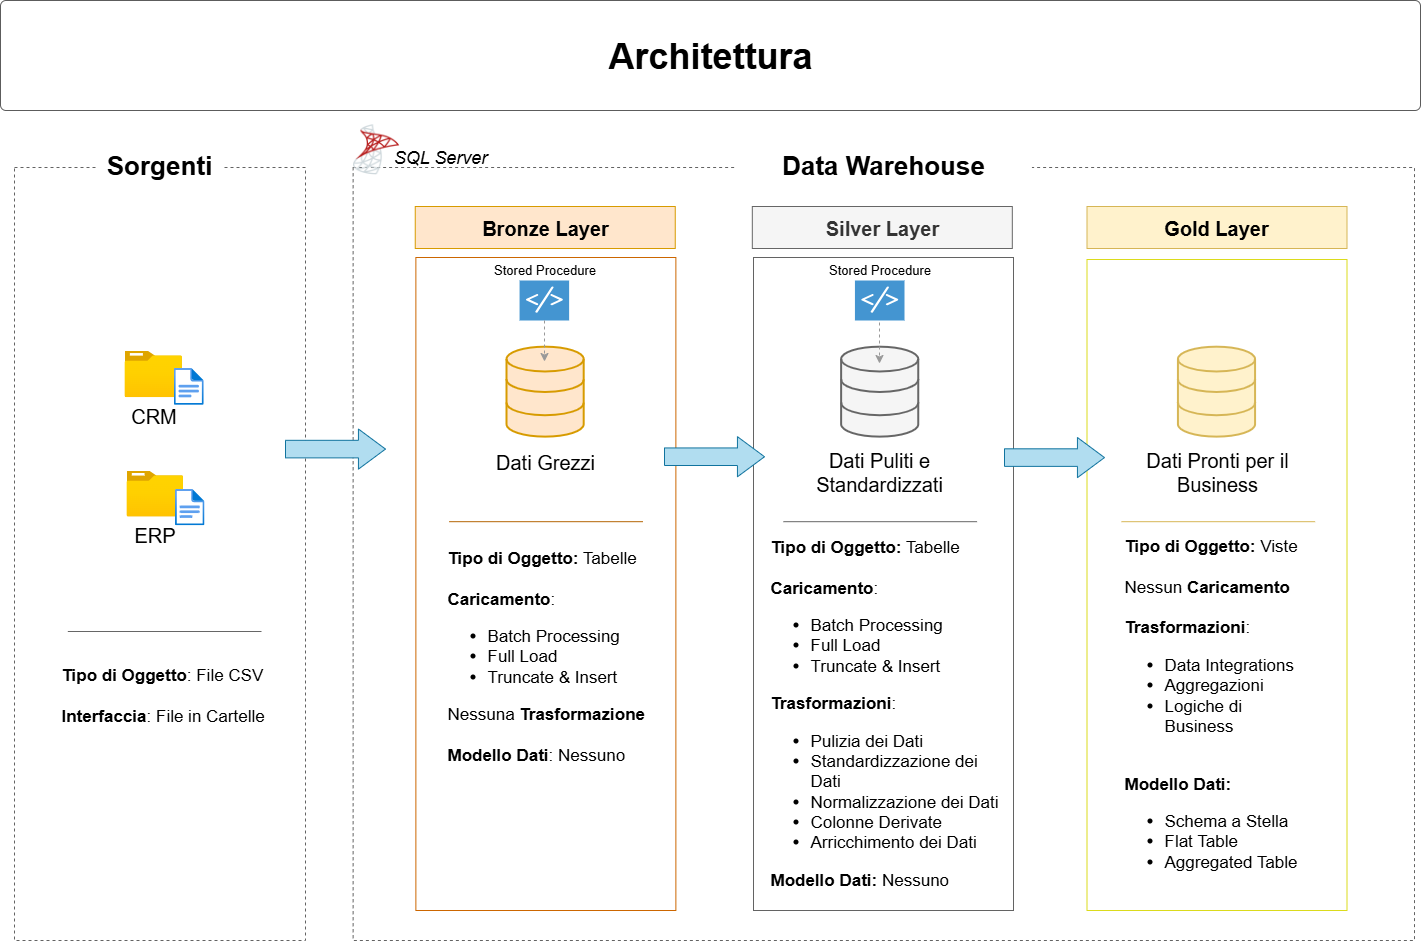 Architettura
Sorgenti
CRM
ERP
Tipo di Oggetto: File CSV
Interfaccia: File in Cartelle
SQL Server
Data Warehouse
Bronze Layer
Stored Procedure
</>
Dati Grezzi
Tipo di Oggetto: Tabelle
Caricamento:
• Batch Processing
• Full Load
• Truncate & Insert
Nessuna Trasformazione
Modello Dati: Nessuno
Silver Layer
Stored Procedure
</>
Dati Puliti e
Standardizzati
Tipo di Oggetto: Tabelle
Caricamento:
• Batch Processing
• Full Load
• Truncate & Insert
Trasformazioni:
• Pulizia dei Dati
• Standardizzazione dei
Dati
• Normalizzazione dei Dati
• Colonne Derivate
• Arricchimento dei Dati
Modello Dati: Nessuno
Gold Layer
Dati Pronti per il
Business
Tipo di Oggetto: Viste
Nessun Caricamento
Trasformazioni:
• Data Integrations
• Aggregazioni
• Logiche di
Business
Modello Dati:
• Schema a Stella
• Flat Table
• Aggregated Table